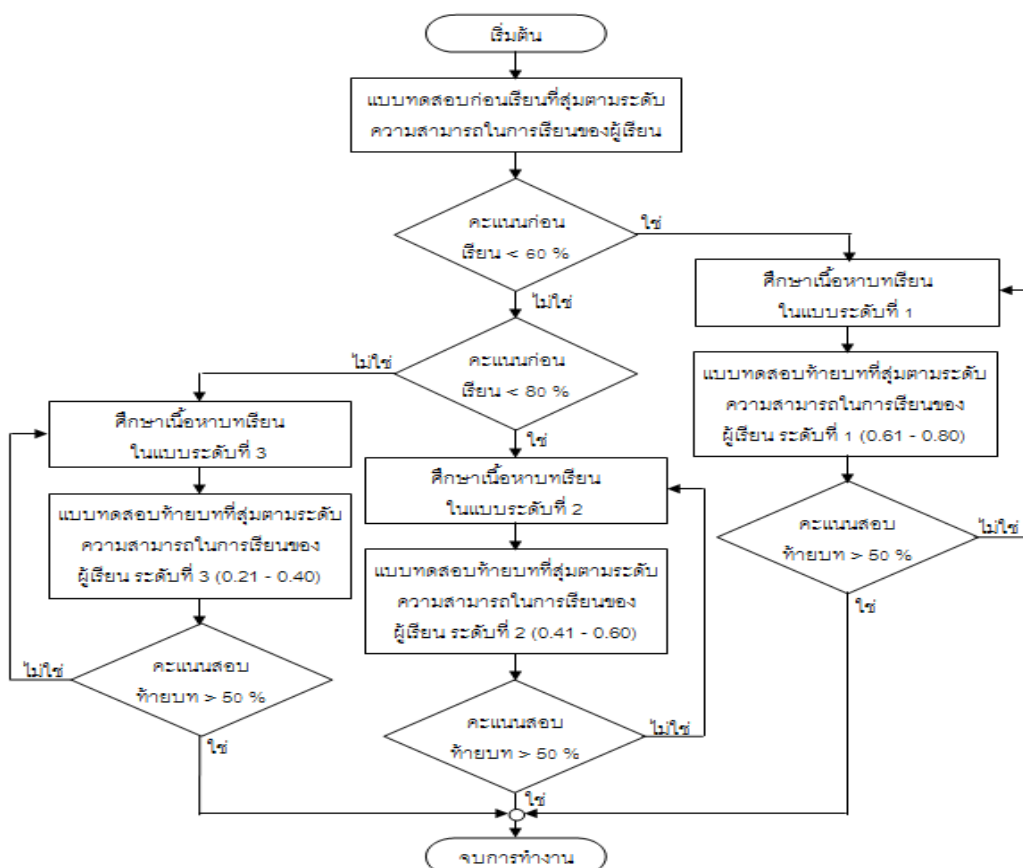 เริ่มต้น
แบบทดสอบก่อนเรียนที่สุ่มตามระดับ
ความสามารถในการเรียนของผู้เรียน
คะแนนก่อน
เรียน < 60 %
ใช่
ไม่ใช่
ศึกษาเนื้อหาบทเรียน
ในแบบระดับที่ 1
แบบทดสอบท้ายบทที่สุ่มตามระดับ
ความสามารถในการเรียนของ
ผู้เรียน ระดับที่ 1 (0.61 - 0.80)
คะแนนสอบ
ท้ายบท > 50 %
ไม่ใช่
ใช่
คะแนนก่อน
เรียน < 80 %
ไม่ใช่
ใช่
ศึกษาเนื้อหาบทเรียน
ในแบบระดับที่ 3
แบบทดสอบท้ายบทที่สุ่มตามระดับ
ความสามารถในการเรียนของ
ผู้เรียน ระดับที่ 3 (0.21 - 0.40)
คะแนนสอบ
ท้ายบท > 50 %
ไม่ใช่
ใช่
ศึกษาเนื้อหาบทเรียน
ในแบบระดับที่ 2
แบบทดสอบท้ายบทที่สุ่มตามระดับ
ความสามารถในการเรียนของ
ผู้เรียน ระดับที่ 2 (0.41 - 0.60)
คะแนนสอบ
ท้ายบท > 50 %
ไม่ใช่
ใช่
จบการทำงาน